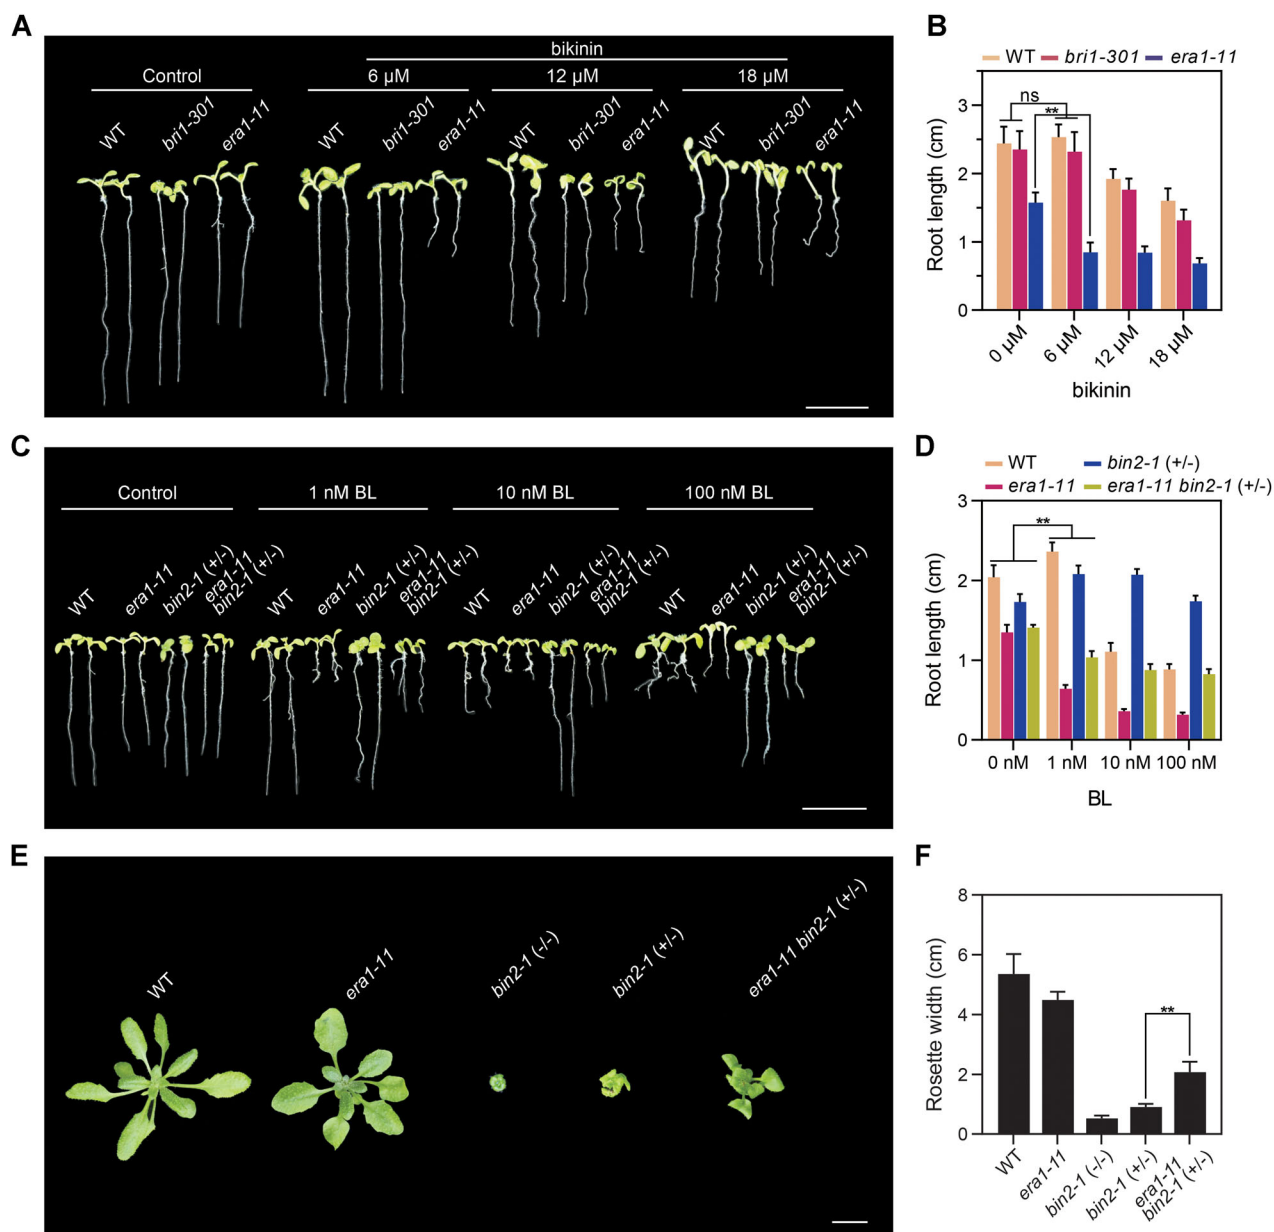 A
bikinin
Control
6 µM
12 µM
18 µM
WT
bri1-301
era1-11
WT
bri1-301
era1-11
WT
bri1-301
era1-11
WT
bri1-301
era1-11
B
WT
bri1-301
era1-11
ns
**
Root length (cm)
3
2
1
0
0 µM
6 µM
12 µM
18 µM
bikinin
C
Control
1 nM BL
10 nM BL
100 nM BL
WT
era1-11
bin2-1 (+/-)
era1-11
bin2-1 (+/-)
WT
era1-11
bin2-1 (+/-)
era1-11
bin2-1 (+/-)
WT
era1-11
bin2-1 (+/-)
era1-11
bin2-1 (+/-)
WT
era1-11
bin2-1 (+/-)
era1-11
bin2-1 (+/-)
D
WT
bin2-1 (+/-)
era1-11
era1-11 bin2-1 (+/-)
**
Root length (cm)
3
2
1
0
0 nM
1 nM
10 nM
100 nM
BL
E
WT
era1-11
bin2-1 (-/-)
bin2-1 (+/-)
era1-11 bin2-1 (+/-)
F
**
Rosette width (cm)
8
6
4
2
0
WT
era1-11
bin2-1 (-/-)
bin2-1 (+/-)
era1-11
bin2-1 (+/-)